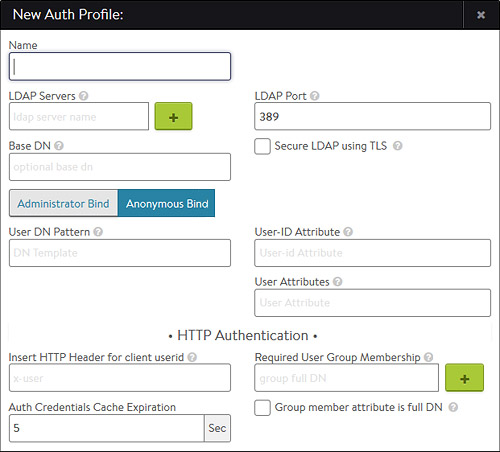 New Auth Profile:
Name
LDAP Servers
LDAP Port
ldap server name
+
389
Base DN
Secure LDAP using TLS
optional base dn
Administrator Bind
Anonymous Bind
User DN Pattern
User-ID Attribute
DN Template
User-id Attribute
User Attributes
User Attribute
• HTTP Authentication •
Insert HTTP Header for client userid
Required User Group Membership
x-user
group full DN
+
Auth Credentials Cache Expiration
Group member attribute is full DN
5
Sec